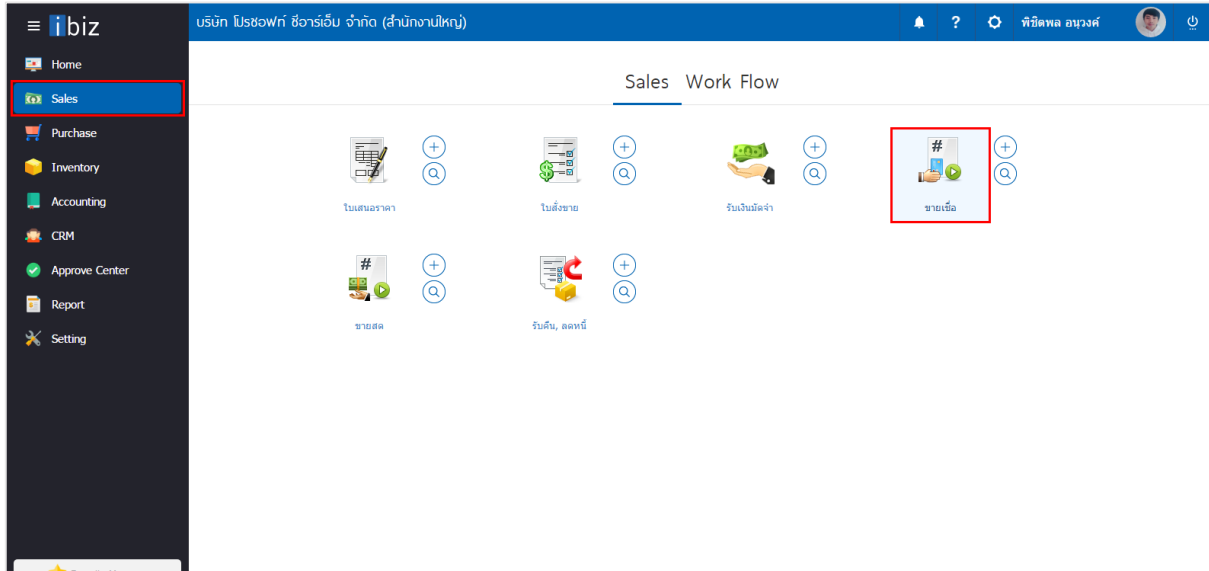 ibiz
บริษัท โปรซอฟท์ ซีอาร์เอ็ม จำกัด (สำนักงานใหญ่)
? พิชิตพล อนุวงศ์
Home
Sales
Purchase
Inventory
Accounting
CRM
Approve Center
Report
Setting
Sales Work Flow
ใบเสนอราคา ใบสั่งขาย รับเงินมัดจำ ขายเชื่อ
ขายสด รับคืน, ลดหนี้